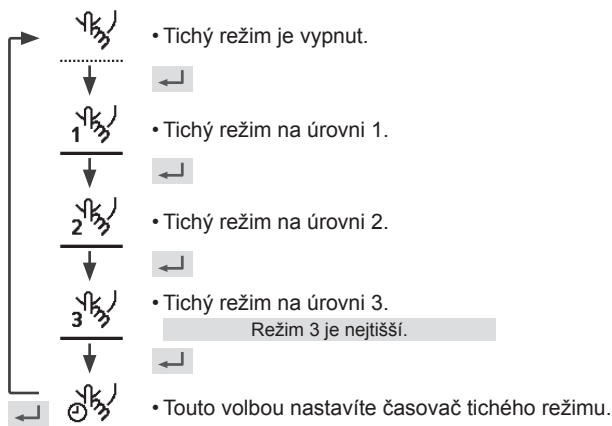 • Tichý režim je vypnut.
1
• Tichý režim na úrovni 1.
2
• Tichý režim na úrovni 2.
3
• Tichý režim na úrovni 3.
Režim 3 je nejtišší.
• Touto volbou nastavíte časovač tichého režimu.